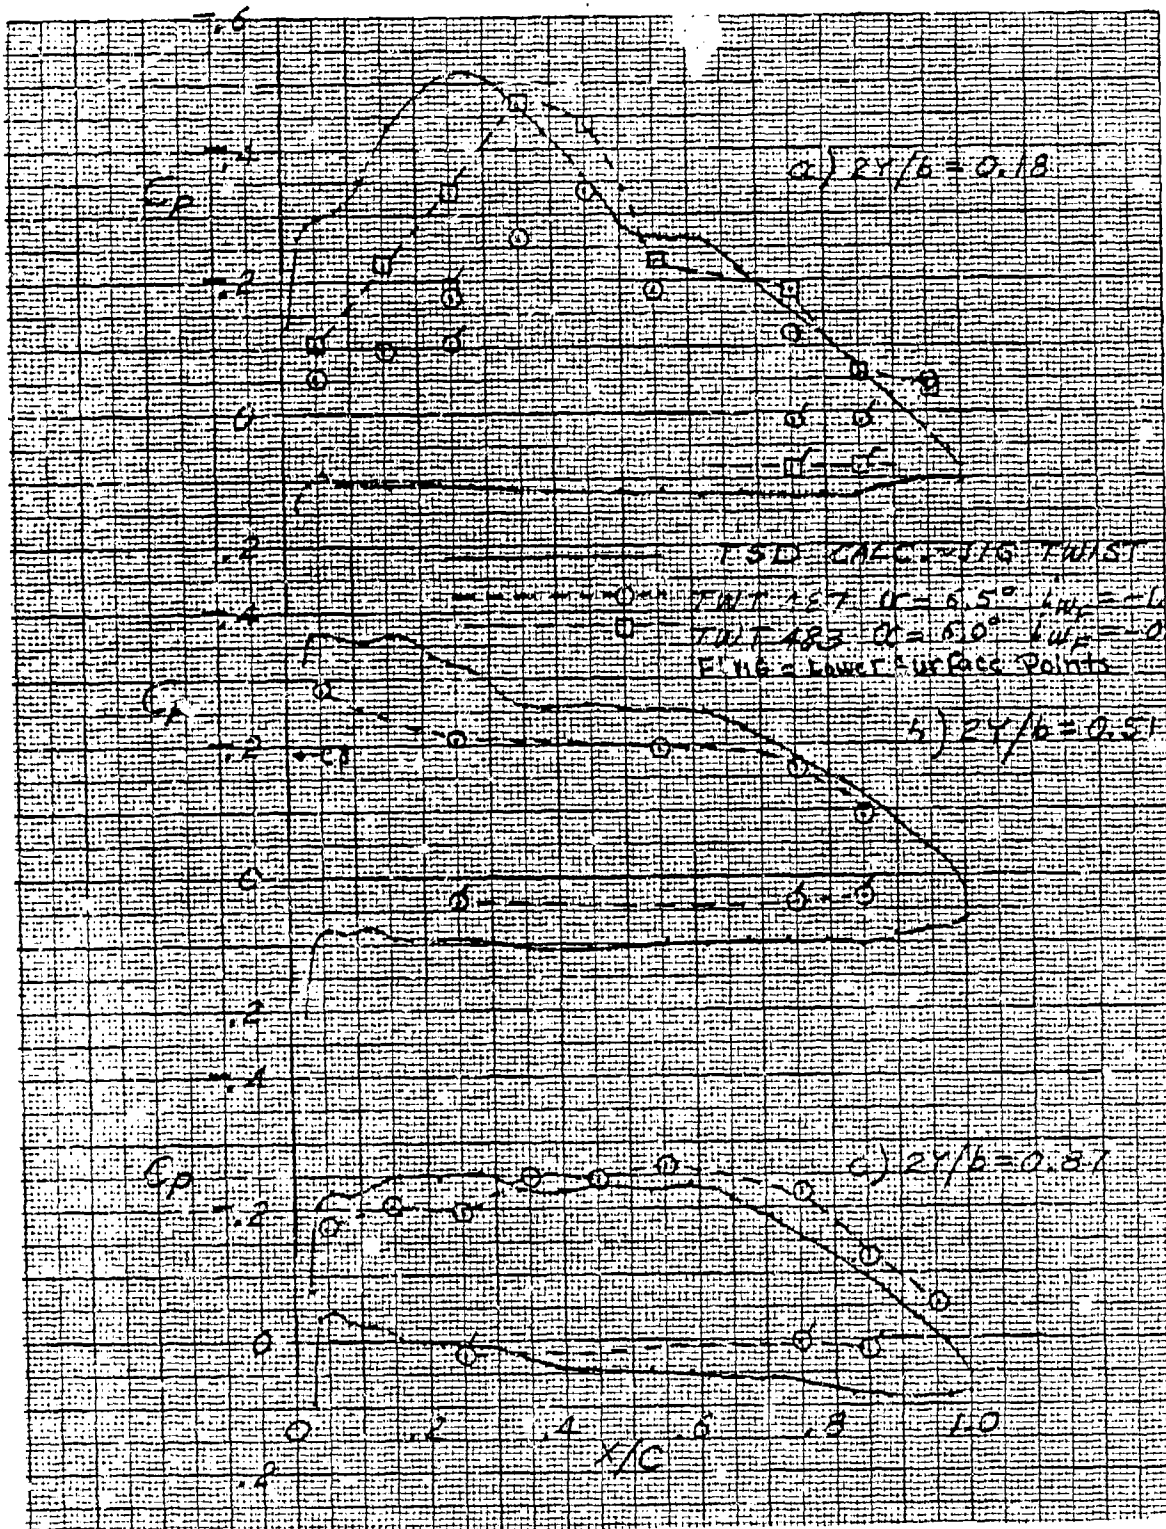 -.6
-.4
a) 2Y/b = 0.18
Cp
-.2
0
.2
TSD CALC. ~ JIG TWIST
-.4
TWT 487 α = 6.5°
TWT 483 α = 6.0°
= Lower Surface Points
Cp
b) 2Y/b = 0.51
-.2
0
.2
-.4
Cp
c) 2Y/b = 0.87
-.2
0
0 .2 .4 .6 .8 1.0
X/C
.2